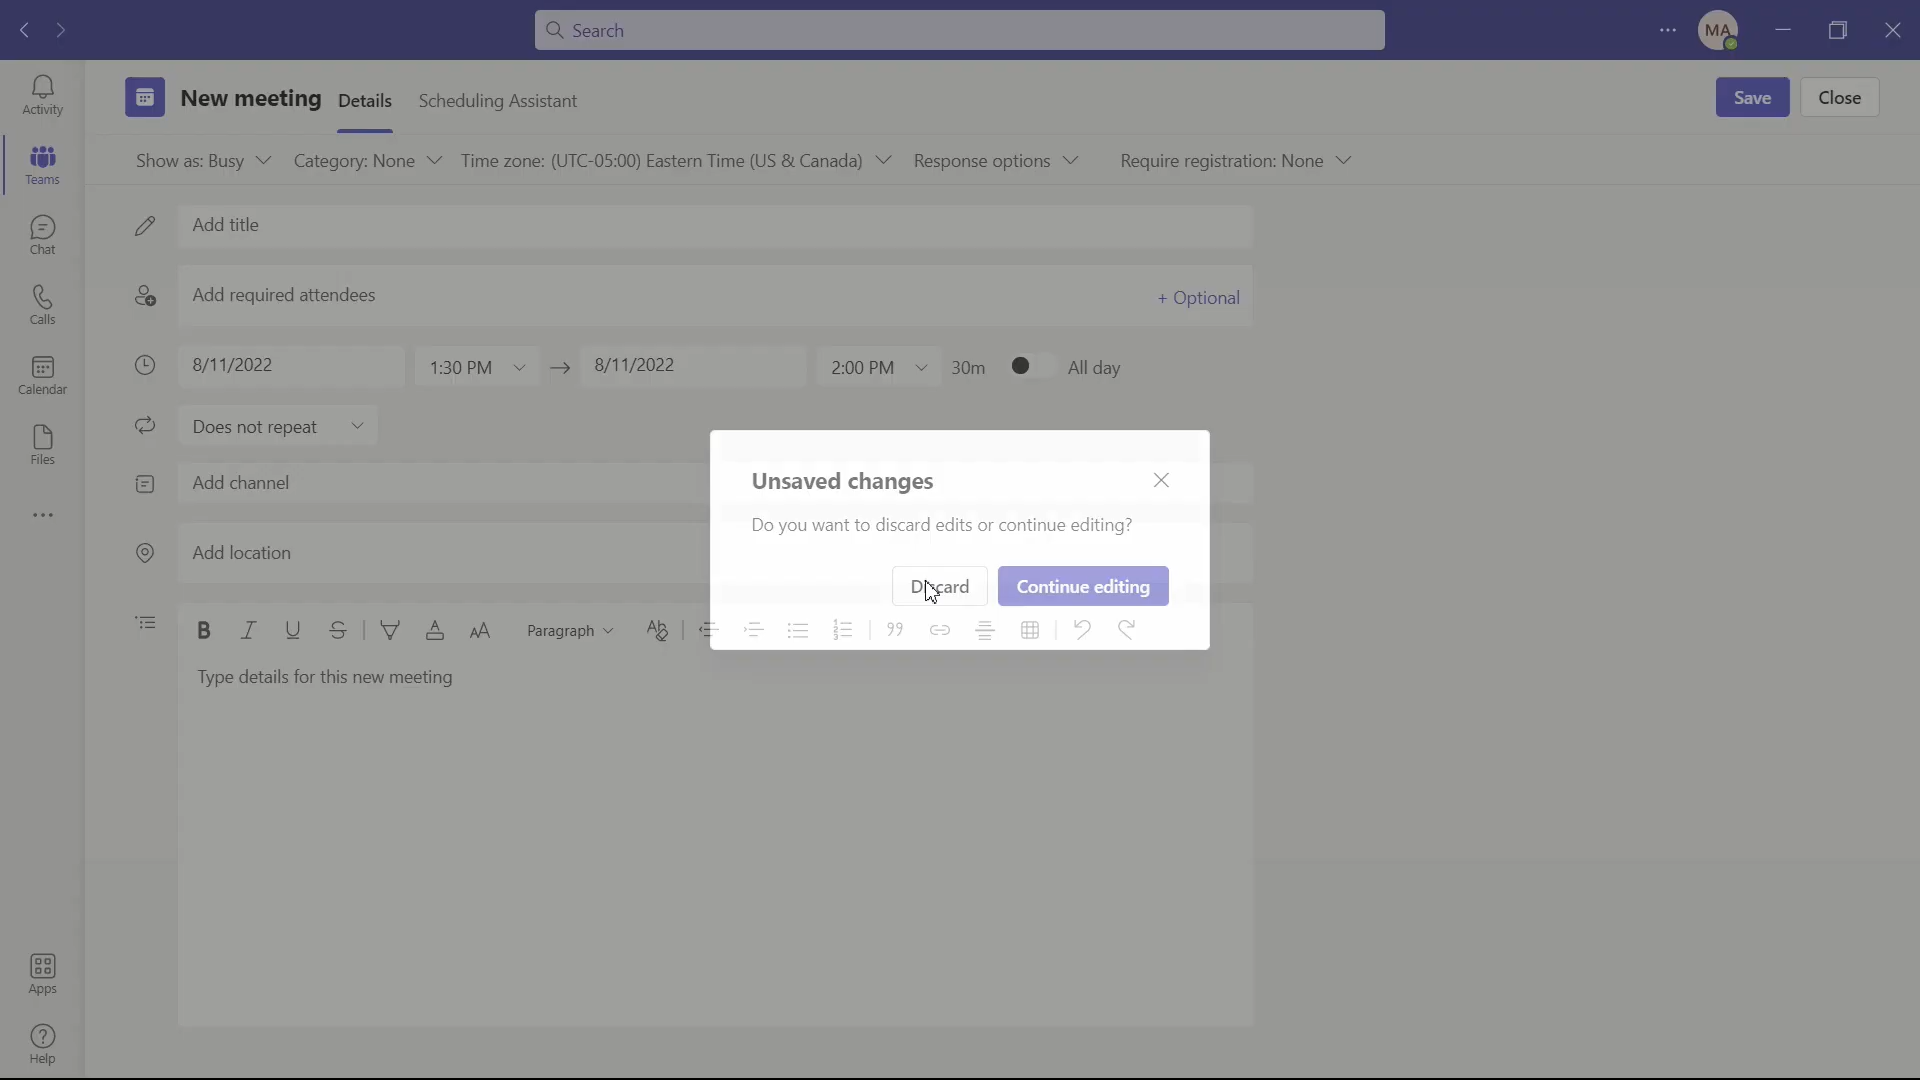 Search
MA
Activity
Teams
Chat
Calls
Calendar
Files
Apps
Help
New meeting Details Scheduling Assistant
Save Close
Show as: Busy Category: None Time zone: (UTC-05:00) Eastern Time (US & Canada) Response options Require registration: None
Add title
Add required attendees + Optional
8/11/2022 1:30 PM → 8/11/2022 2:00 PM 30m All day
Does not repeat
Add channel
Add location
Paragraph
Type details for this new meeting
Unsaved changes
Do you want to discard edits or continue editing?
Discard Continue editing